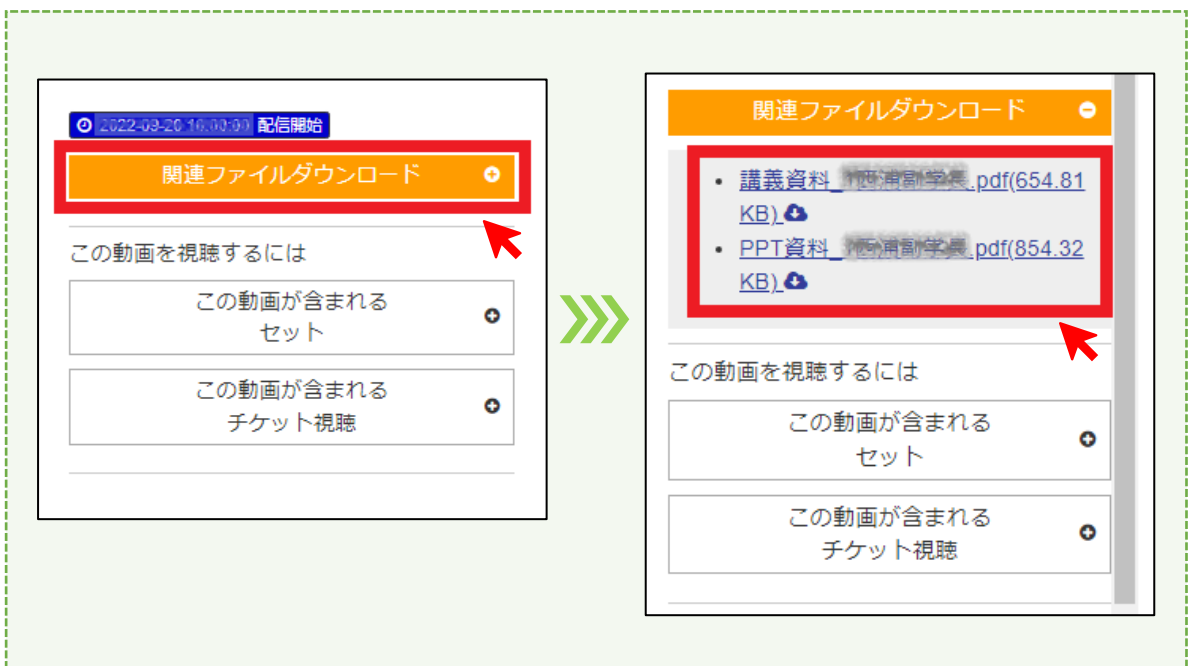 配信開始
関連ファイルダウンロード
この動画を視聴するには
この動画が含まれる
セット
この動画が含まれる
チケット視聴
関連ファイルダウンロード
講義資料_ .pdf(654.81
KB)
PPT資料_ .pdf(854.32
KB)
この動画を視聴するには
この動画が含まれる
セット
この動画が含まれる
チケット視聴